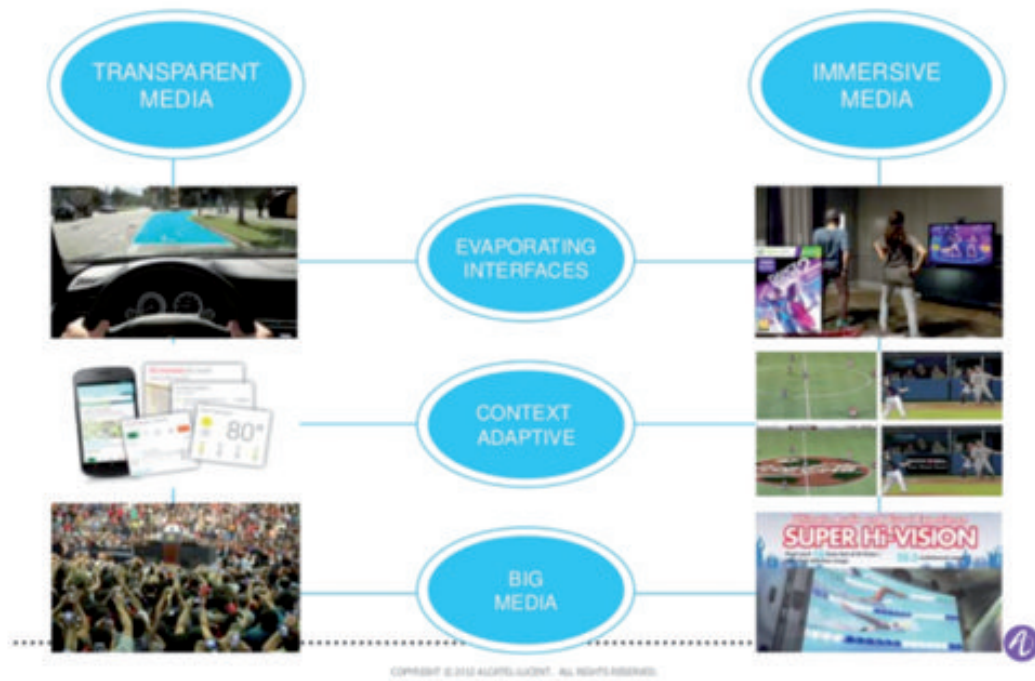 TRANSPARENT
MEDIA
IMMERSIVE
MEDIA
EVAPORATING
INTERFACES
CONTEXT
ADAPTIVE
80°
BIG
MEDIA
SUPER Hi-VISION
COPYRIGHT © 2012 ALCATEL-LUCENT. ALL RIGHTS RESERVED.